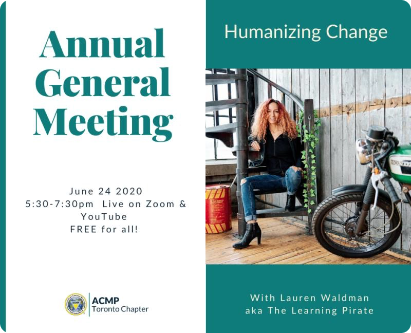 Annual
General
Meeting
June 24 2020
5:30-7:30pm Live on Zoom &
YouTube
FREE for all!
ACMP
Toronto Chapter
Humanizing Change
With Lauren Waldman
aka The Learning Pirate